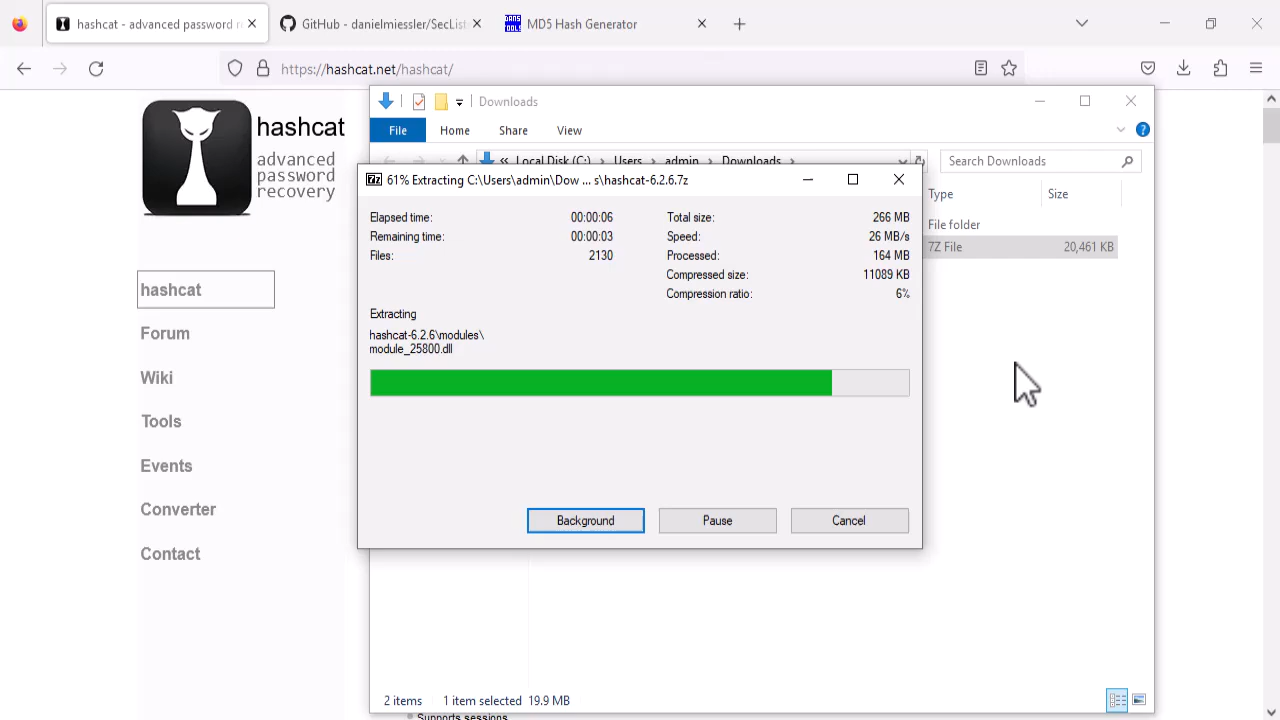 hashcat - advanced password r
GitHub - danielmiessler/SecList
DANS TOOLS
MD5 Hash Generator
https://hashcat.net/hashcat/
hashcat
advanced
password
recovery
hashcat
Forum
Wiki
Tools
Events
Converter
Contact
Downloads
File
Home
Share
View
« Local Disk (C:) > Users > admin > Downloads >
Search Downloads
Type
Size
File folder
7Z File
20,461 KB
7z
61% Extracting C:\Users\admin\Dow ... s\hashcat-6.2.6.7z
Elapsed time: 00:00:06
Total size: 266 MB
Remaining time: 00:00:03
Speed: 26 MB/s
Files: 2130
Processed: 164 MB
Compressed size: 11089 KB
Compression ratio: 6%
Extracting
hashcat-6.2.6\modules\
module_25800.dll
Background
Pause
Cancel
2 items
1 item selected 19.9 MB
Supports sessions